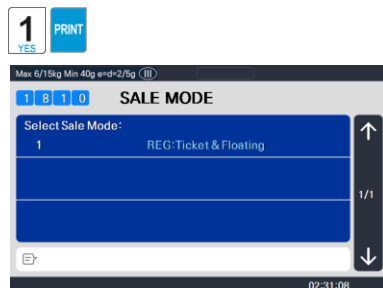 1
YES
PRINT
Max 6/15kg Min 40g e=d=2/5g III
1 8 1 0 SALE MODE
Select Sale Mode:
1 REG:Ticket & Floating
1/1
02:31:08